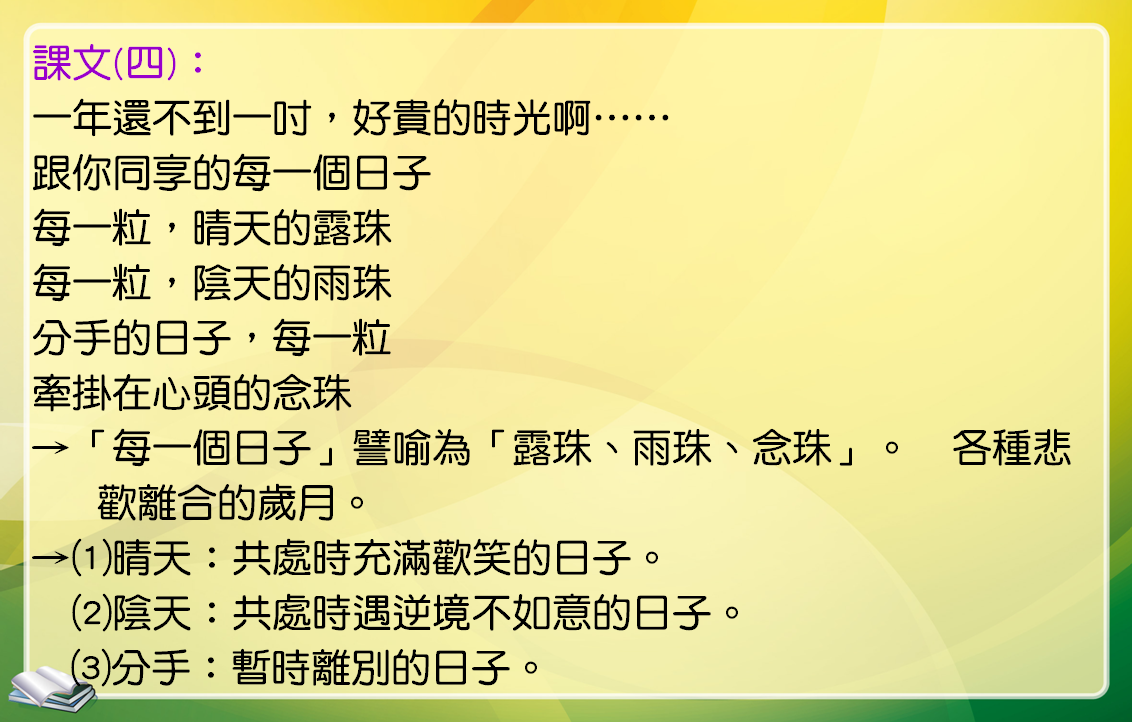 課文(四)：
一年還不到一吋，好貴的時光啊……
跟你同享的每一個日子
每一粒，晴天的露珠
每一粒，陰天的雨珠
分手的日子，每一粒
牽掛在心頭的念珠
→「每一個日子」譬喻為「露珠、雨珠、念珠」。　各種悲
歡離合的歲月。
→⑴晴天：共處時充滿歡笑的日子。
⑵陰天：共處時遇逆境不如意的日子。
⑶分手：暫時離別的日子。